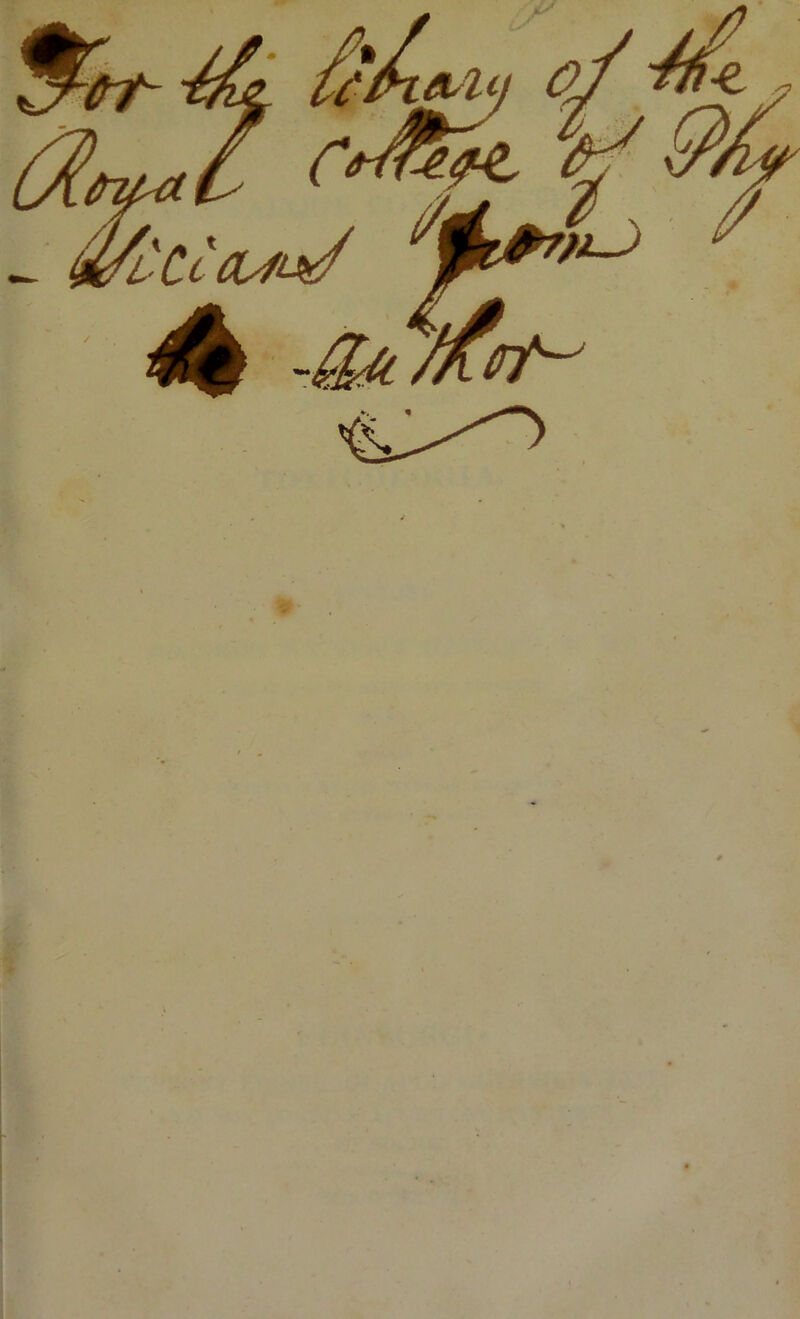 For the library of the
Royal College of Phy
- sicians from
the Author